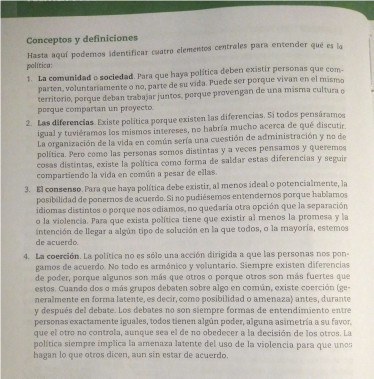 Conceptos y definiciones
Hasta aquí podemos identificar cuatro elementos centrales para entender qué es la
política:
1. La comunidad o sociedad. Para que haya política deben existir personas que com-
parten, voluntariamente o no, parte de su vida. Puede ser porque vivan en el mismo
territorio, porque deban trabajar juntos, porque provengan de una misma cultura o
porque compartan un proyecto.
2. Las diferencias. Existe política porque existen las diferencias. Si todos pensáramos
igual y tuviéramos los mismos intereses, no habría mucho acerca de qué discutir.
La organización de la vida en común sería una cuestión de administración y no de
política. Pero como las personas somos distintas y a veces pensamos y queremos
cosas distintas, existe la política como forma de saldar estas diferencias y seguir
compartiendo la vida en común a pesar de ellas.
3. El consenso. Para que haya política debe existir, al menos ideal o potencialmente, la
posibilidad de ponernos de acuerdo. Si no pudiésemos entendernos porque hablamos
idiomas distintos o porque nos odiamos, no quedaría otra opción que la separación
o la violencia. Para que exista política tiene que existir al menos la promesa y la
intención de llegar a algún tipo de solución en la que todos, o la mayoría, estemos
de acuerdo.
4. La coerción. La política no es sólo una acción dirigida a que las personas nos pon-
gamos de acuerdo. No todo es armónico y voluntario. Siempre existen diferencias
de poder, porque algunos son más que otros o porque otros son más fuertes que
estos. Cuando dos o más grupos debaten sobre algo en común, existe coerción (ge-
neralmente en forma latente, es decir, como posibilidad o amenaza) antes, durante
y después del debate. Los debates no son siempre formas de entendimiento entre
personas exactamente iguales, todos tienen algún poder, alguna asimetría a su favor,
que el otro no controla, aunque sea el de no obedecer a la decisión de los otros. La
política siempre implica la amenaza latente del uso de la violencia para que unos
hagan lo que otros dicen, aun sin estar de acuerdo.